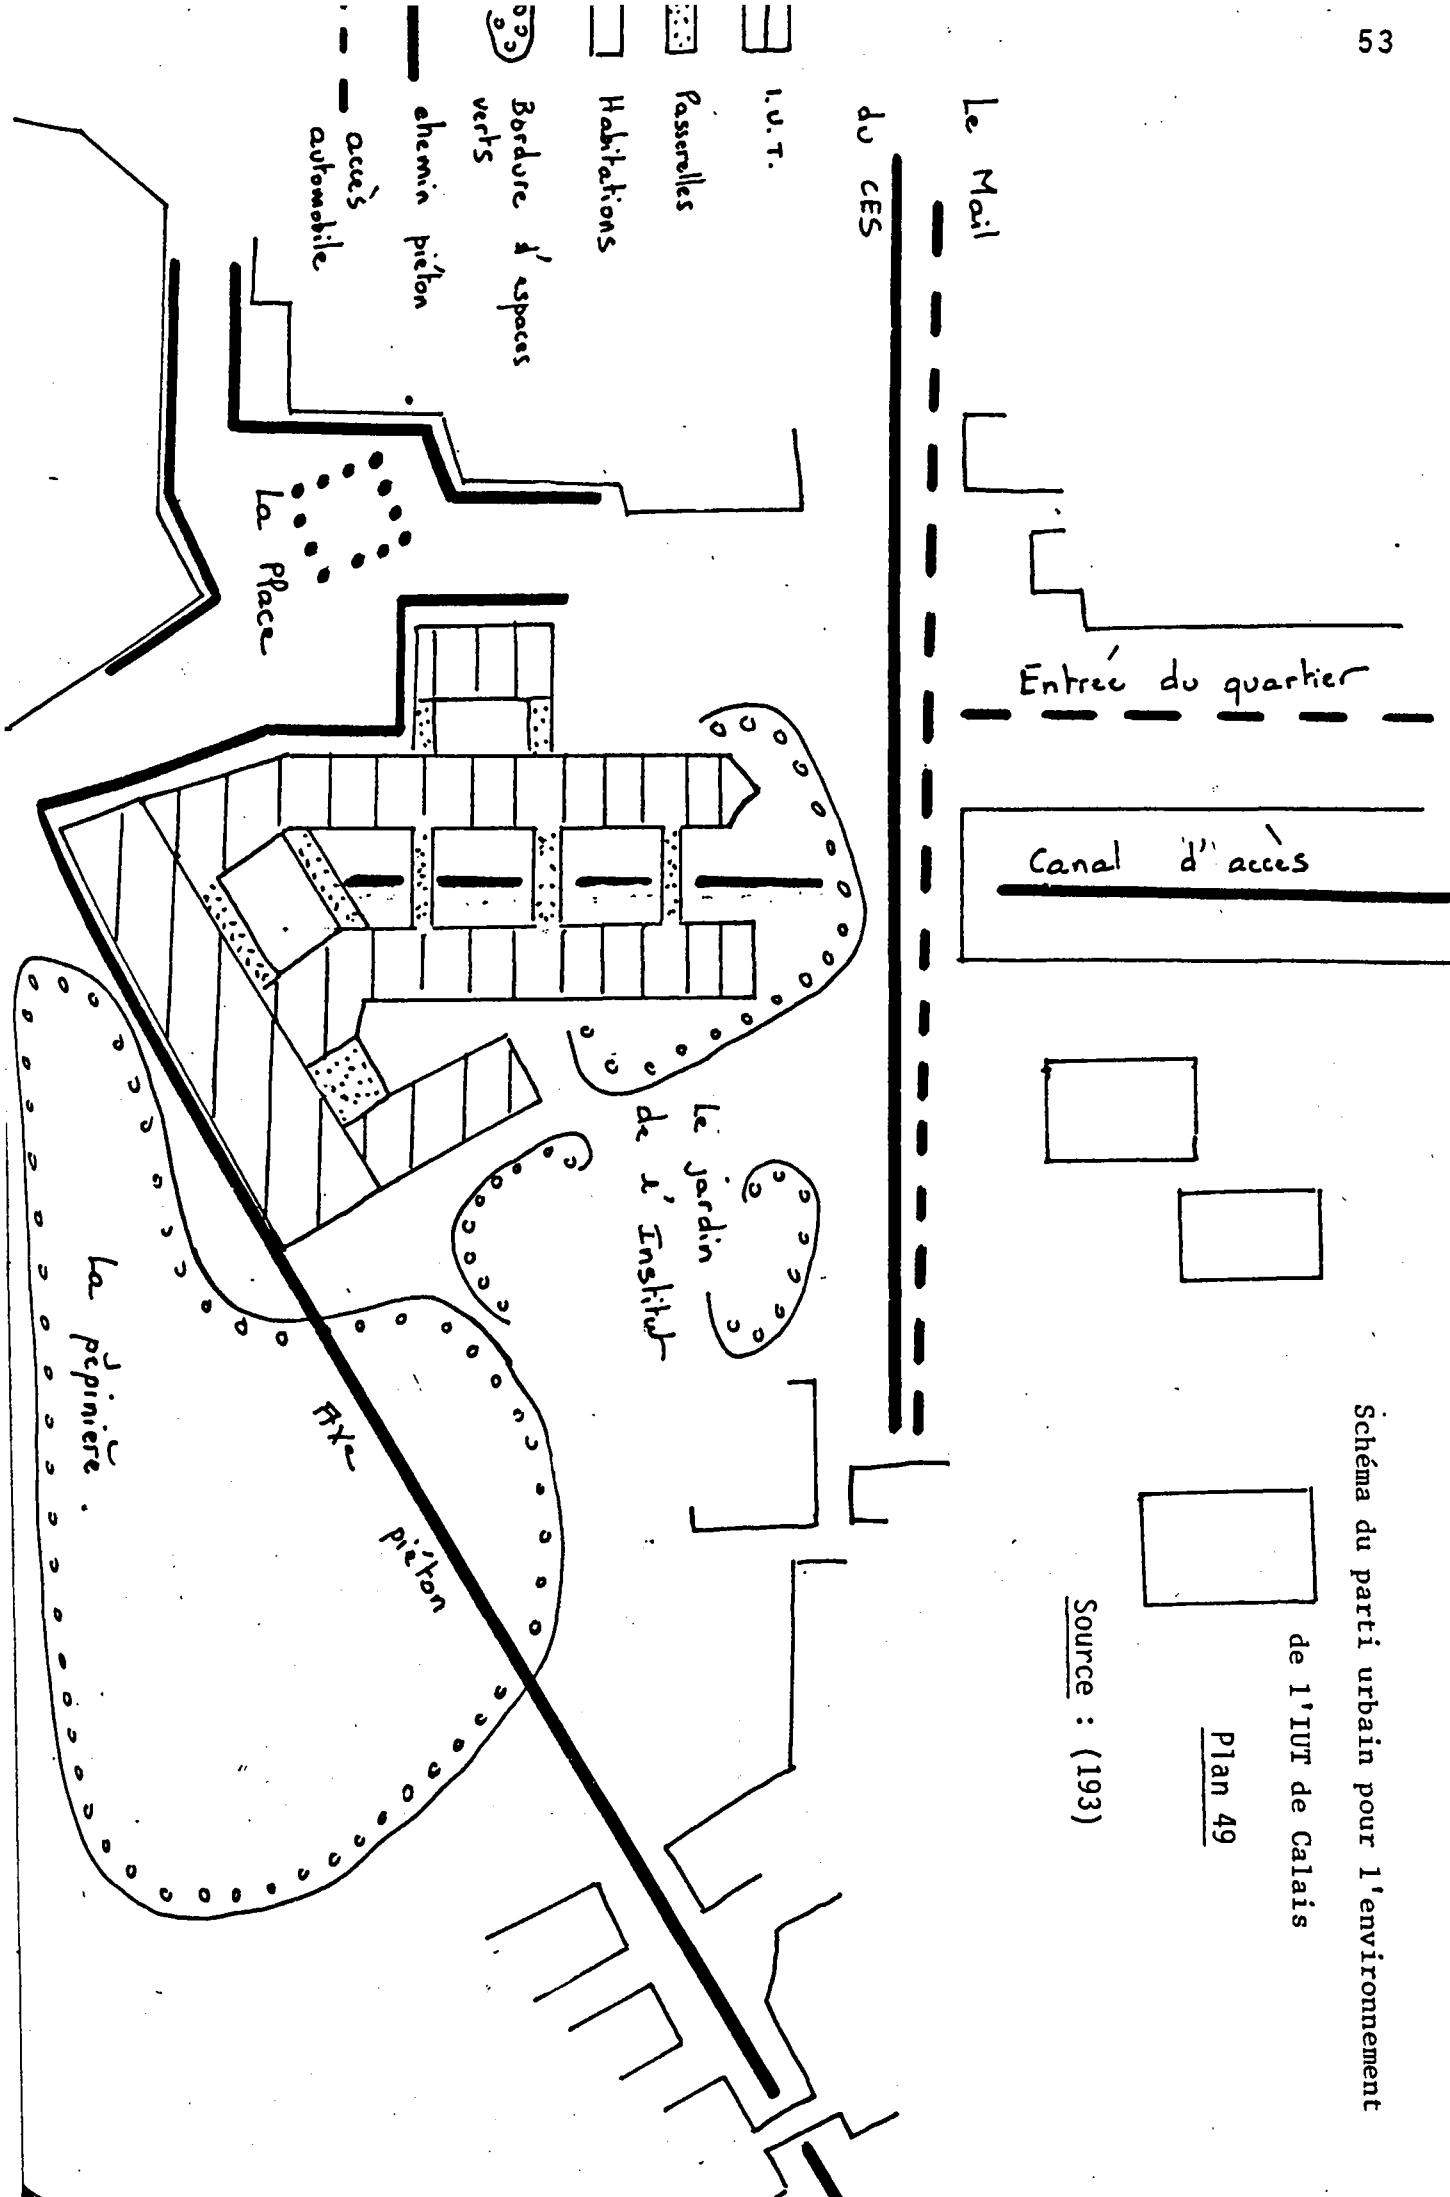 53
Schéma du parti urbain pour l'environnement
de l'IUT de Calais
Plan 49
Source : (193)
Entrée du quartier
Canal d'accès
Le Mail
du CES
I.U.T.
Passerelles
Habitations
Bordure d'espaces
verts
chemin piéton
accès
automobile
La Place
Le jardin
de l'Institut
Axe
piéton
La pépinière.